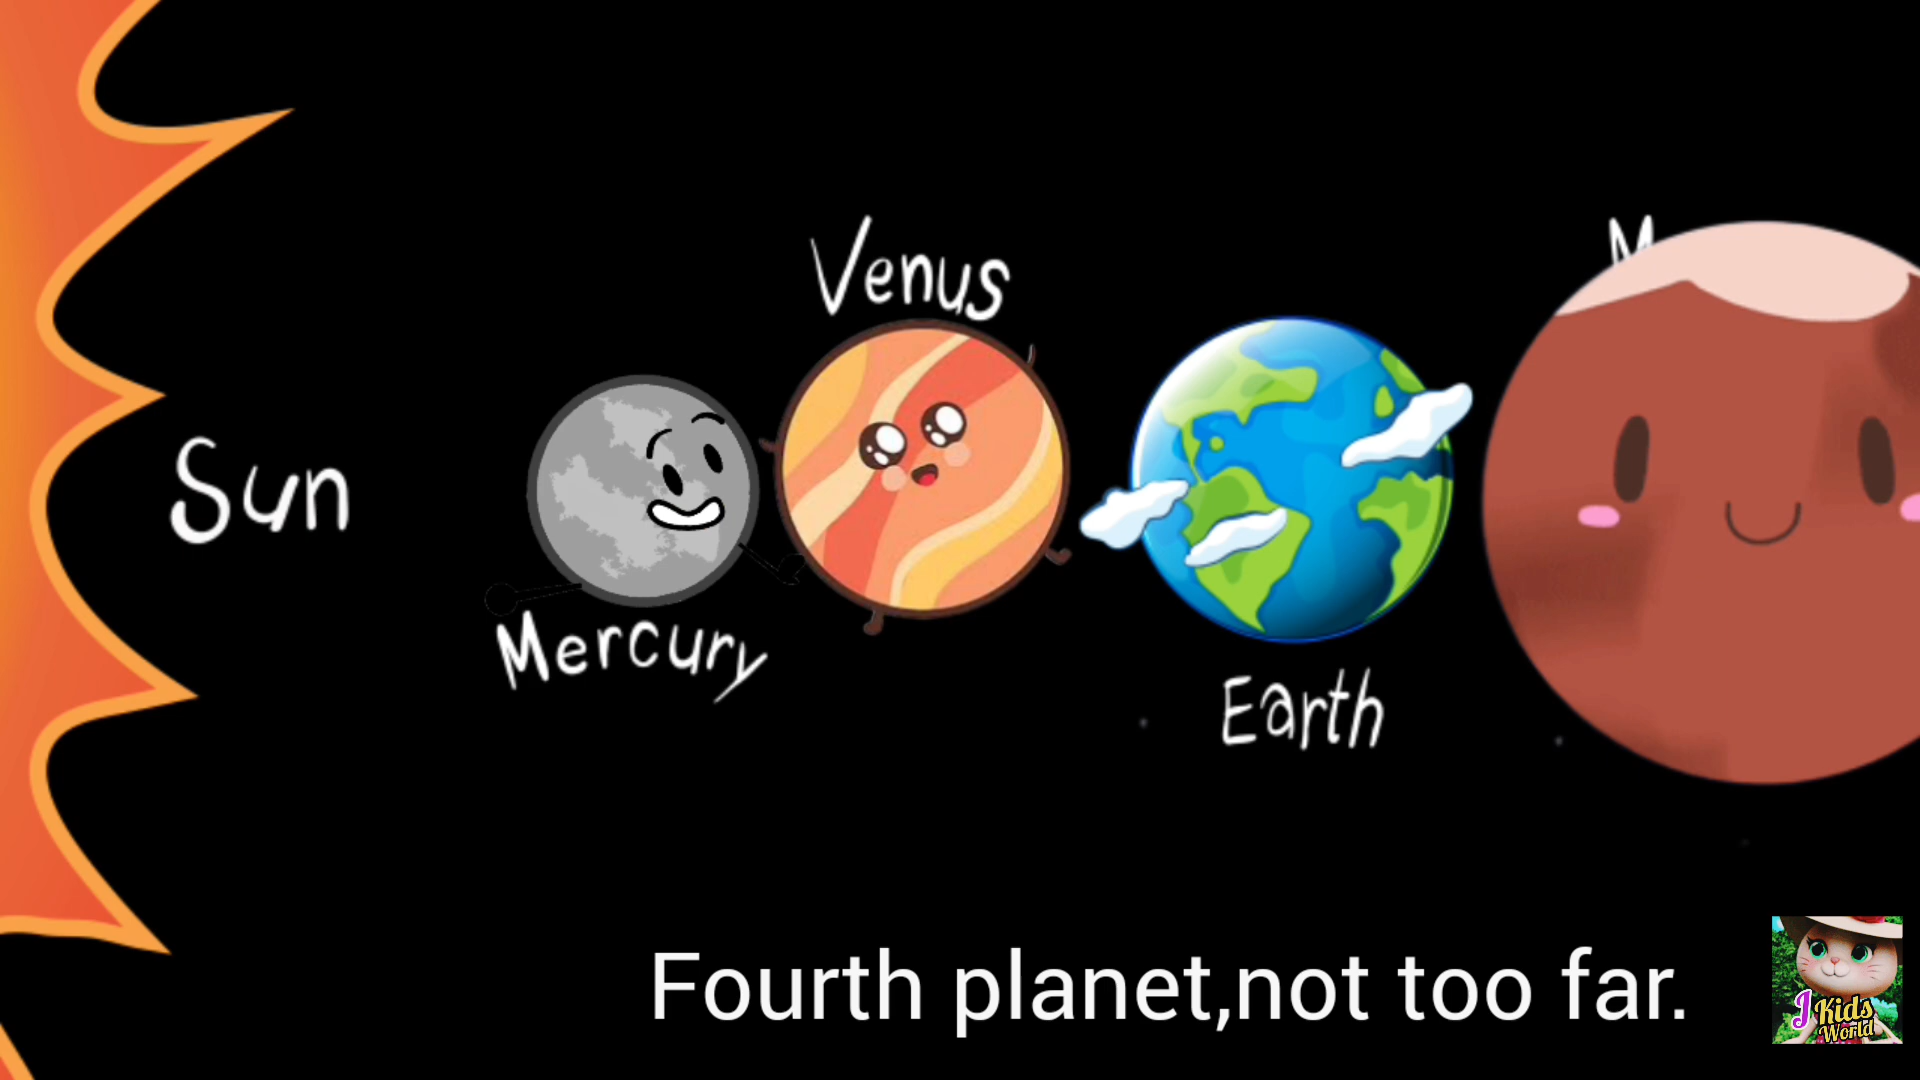 Venus
Sun
Mercury
Earth
Fourth planet,not too far.
J Kids
World